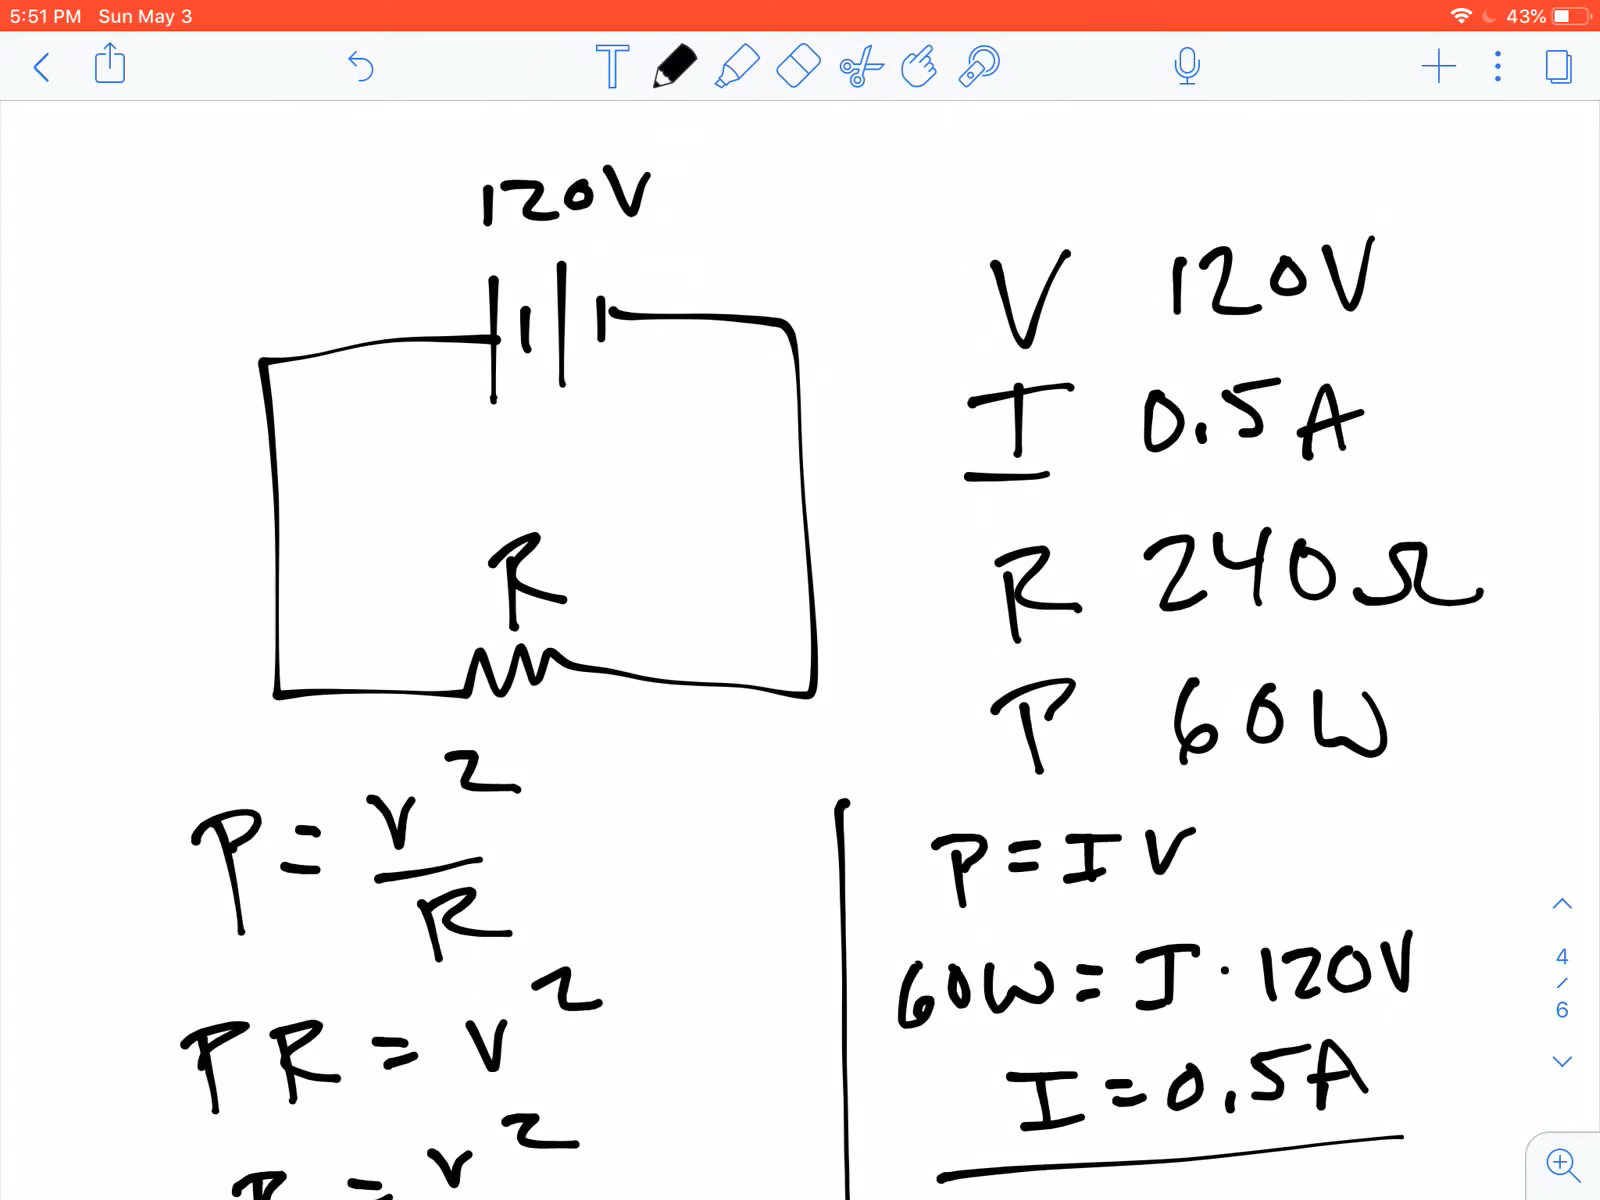 5:51 PM Sun May 3
43%
T
120V
R
V 120V
I 0.5A
R 240Ω
P 60W
P = V²/R
PR = V²
R = V²
P = IV
60W = I · 120V
I = 0.5A
4
/
6